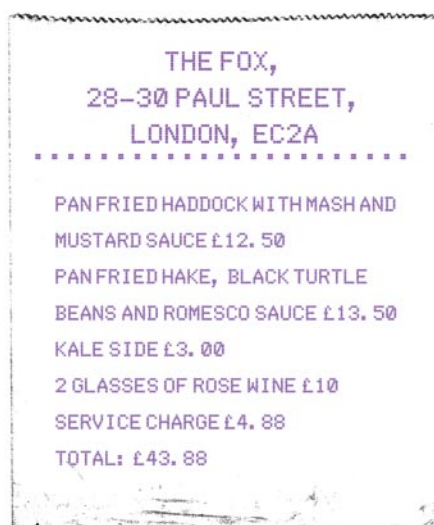 THE FOX,
28-30 PAUL STREET,
LONDON, EC2A
PAN FRIED HADDOCK WITH MASH AND
MUSTARD SAUCE £12.50
PAN FRIED HAKE, BLACK TURTLE
BEANS AND ROMESCO SAUCE £13.50
KALE SIDE £3.00
2 GLASSES OF ROSE WINE £10
SERVICE CHARGE £4.88
TOTAL: £43.88